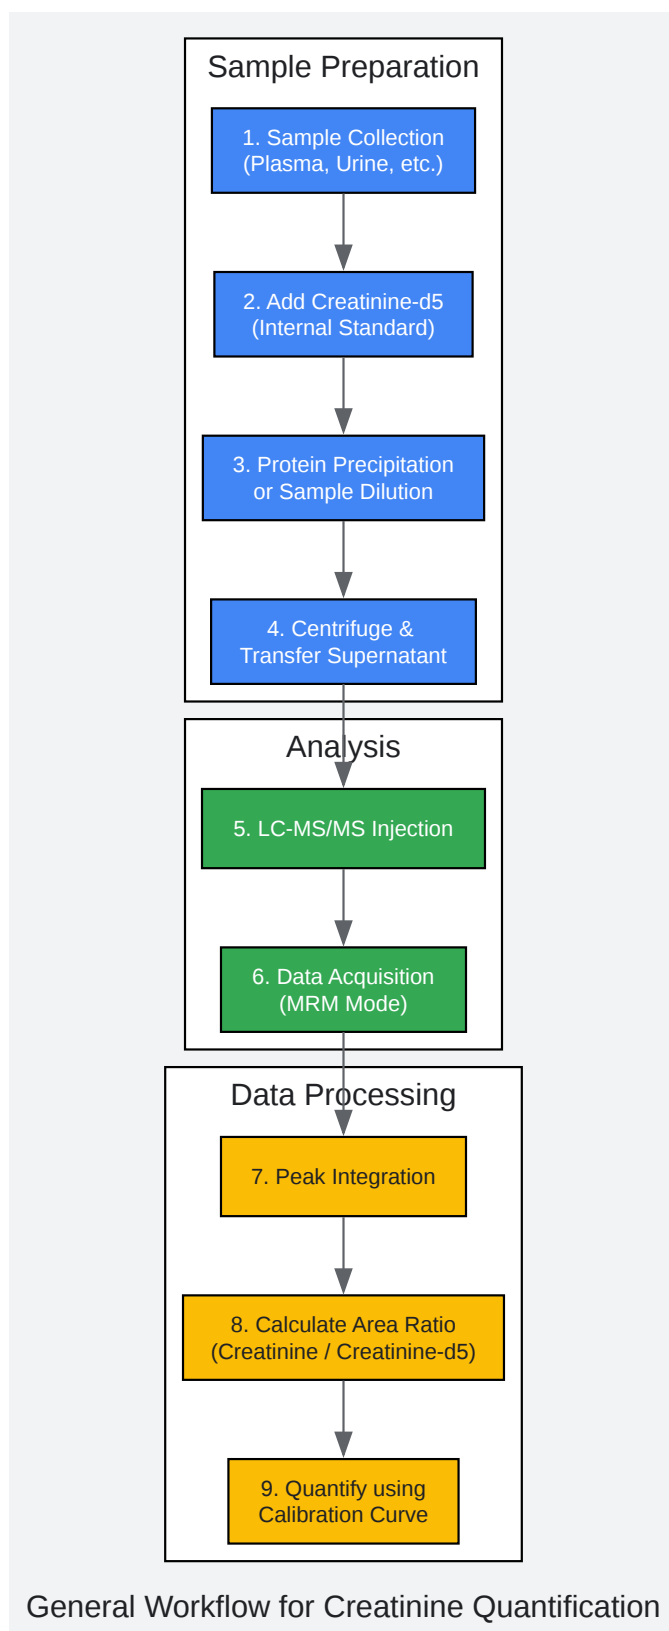 Sample Preparation
1. Sample Collection
(Plasma, Urine, etc.)
2. Add Creatinine-d5
(Internal Standard)
3. Protein Precipitation
or Sample Dilution
4. Centrifuge &
Transfer Supernatant
Analysis
5. LC-MS/MS Injection
6. Data Acquisition
(MRM Mode)
Data Processing
7. Peak Integration
8. Calculate Area Ratio
(Creatinine / Creatinine-d5)
9. Quantify using
Calibration Curve
General Workflow for Creatinine Quantification